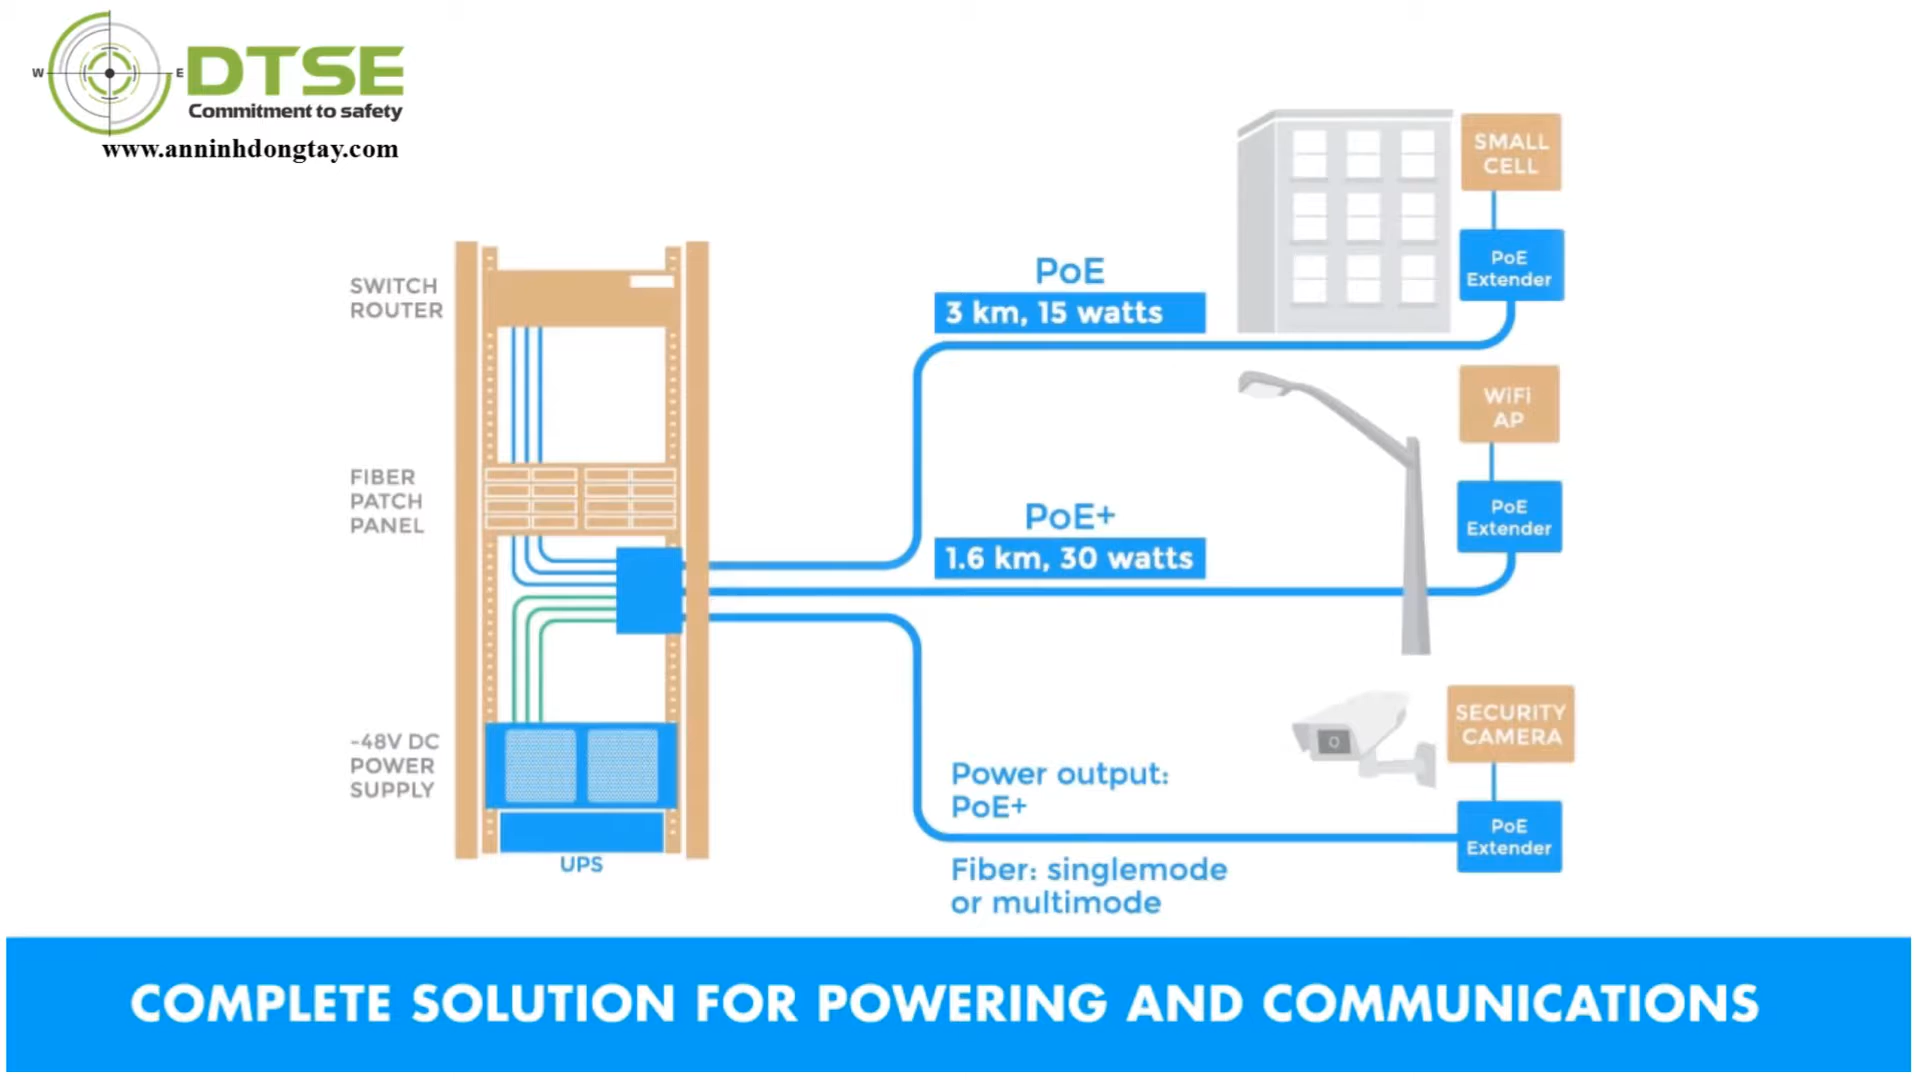 W
E
DTSE
Commitment to safety
www.anninhdongtay.com
SWITCH
ROUTER
FIBER
PATCH
PANEL
-48V DC
POWER
SUPPLY
UPS
PoE
3 km, 15 watts
PoE+
1.6 km, 30 watts
Power output:
PoE+
Fiber: singlemode
or multimode
SMALL
CELL
PoE
Extender
WiFi
AP
PoE
Extender
SECURITY
CAMERA
PoE
Extender
COMPLETE SOLUTION FOR POWERING AND COMMUNICATIONS